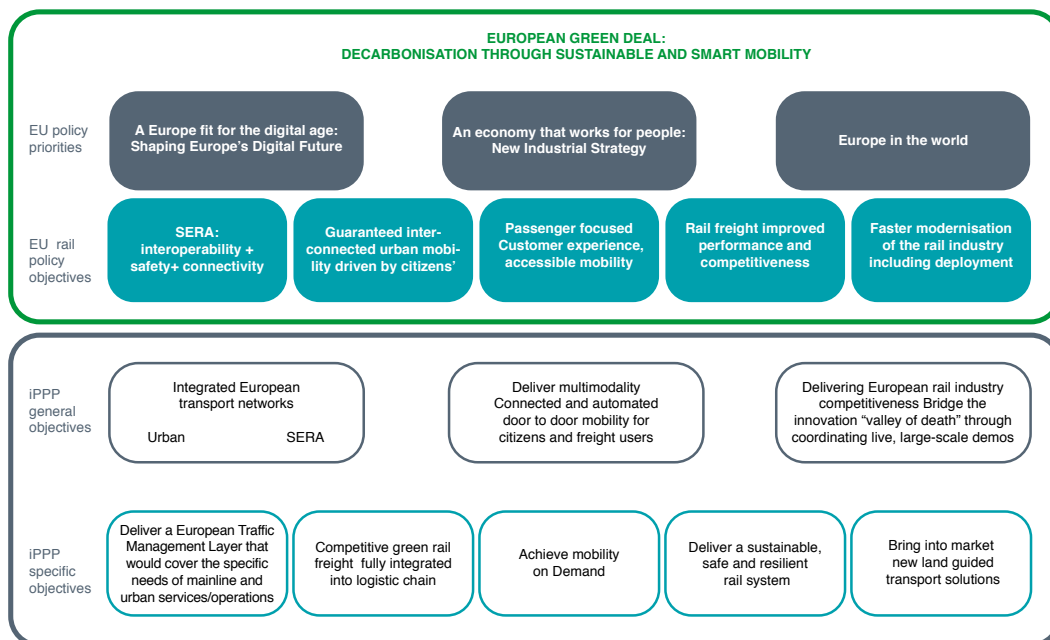 EUROPEAN GREEN DEAL:
DECARBONISATION THROUGH SUSTAINABLE AND SMART MOBILITY
EU policy
priorities
A Europe fit for the digital age:
Shaping Europe's Digital Future
An economy that works for people:
New Industrial Strategy
Europe in the world
EU rail
policy
objectives
SERA:
interoperability +
safety+ connectivity
Guaranteed inter-
connected urban mobi-
lity driven by citizens'
Passenger focused
Customer experience,
accessible mobility
Rail freight improved
performance and
competitiveness
Faster modernisation
of the rail industry
including deployment
iPPP
general
objectives
Integrated European
transport networks
Urban SERA
Deliver multimodality
Connected and automated
door to door mobility for
citizens and freight users
Delivering European rail industry
competitiveness Bridge the
innovation “valley of death” through
coordinating live, large-scale demos
iPPP
specific
objectives
Deliver a European Traffic
Management Layer that
would cover the specific
needs of mainline and
urban services/operations
Competitive green rail
freight fully integrated
into logistic chain
Achieve mobility
on Demand
Deliver a sustainable,
safe and resilient
rail system
Bring into market
new land guided
transport solutions